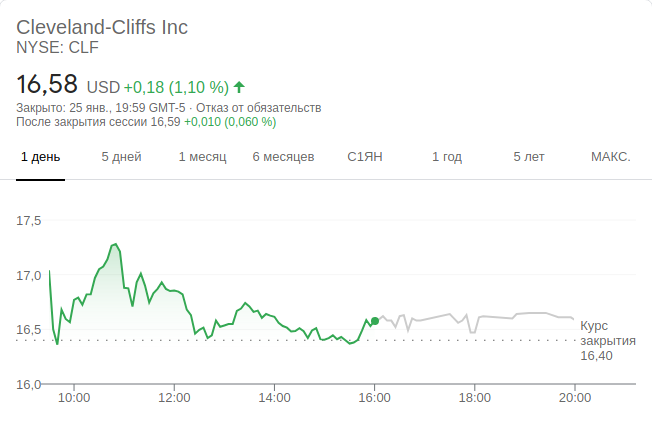 Cleveland-Cliffs Inc
NYSE: CLF
16,58 USD +0,18 (1,10 %)
Закрыто: 25 янв., 19:59 GMT-5 · Отказ от обязательств
После закрытия сессии 16,59 +0,010 (0,060 %)
1 день 5 дней 1 месяц 6 месяцев С1ЯН 1 год 5 лет МАКС.
17,5
17,0
16,5
16,0
Курс
закрытия
16,40
10:00 12:00 14:00 16:00 18:00 20:00